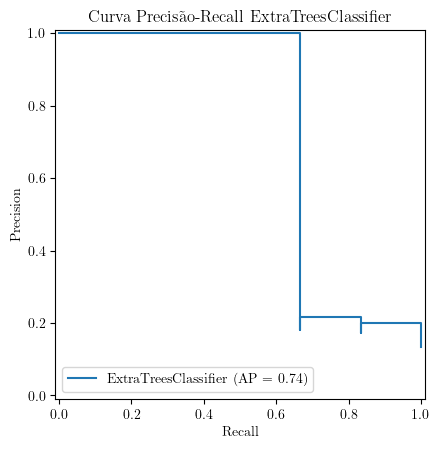 Curva Precisão-Recall ExtraTreesClassifier
1.0
0.8
0.6
0.4
0.2
0.0
Precision
ExtraTreesClassifier (AP = 0.74)
0.0 0.2 0.4 0.6 0.8 1.0
Recall